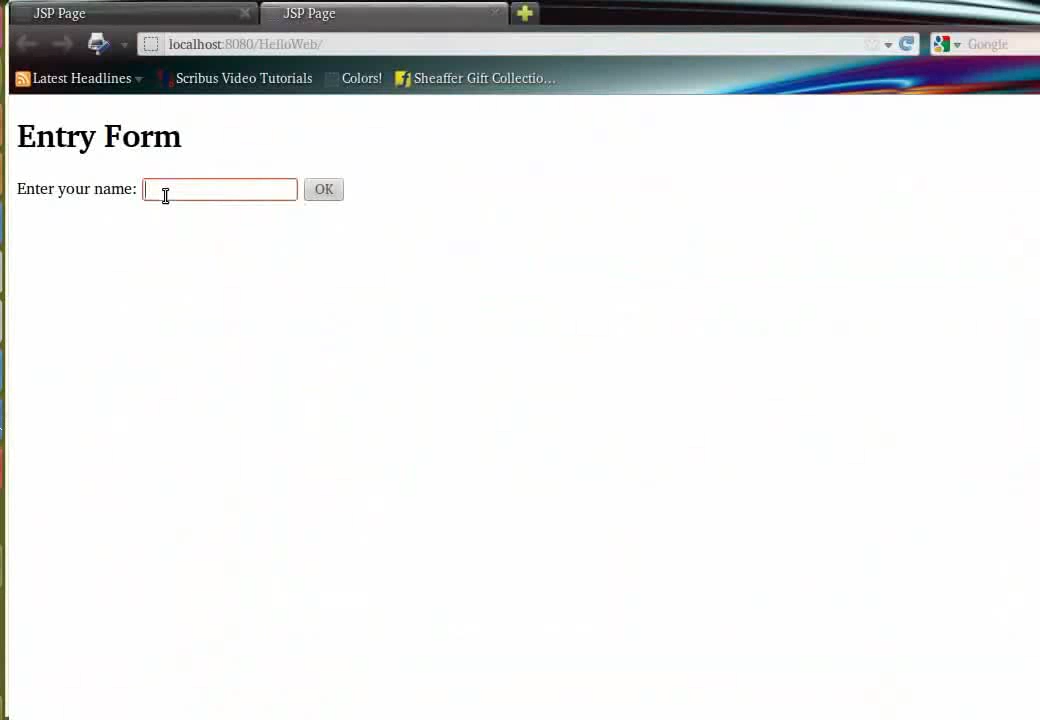 JSP Page
JSP Page
localhost:8080/HelloWeb/
Google
Latest Headlines
Scribus Video Tutorials
Colors!
Sheaffer Gift Collectio...
Entry Form
Enter your name:
OK